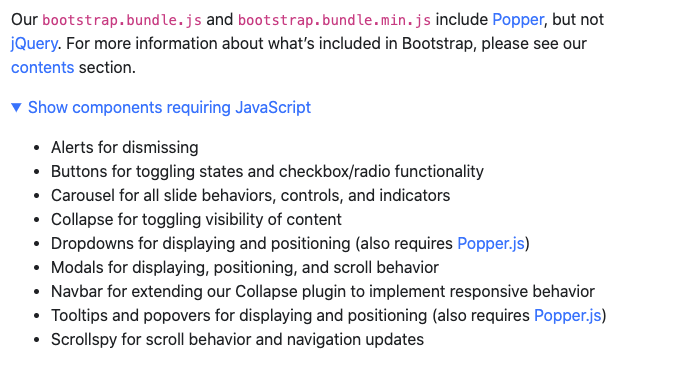 Our bootstrap.bundle.js and bootstrap.bundle.min.js include Popper, but not
jQuery. For more information about what’s included in Bootstrap, please see our
contents section.
▼ Show components requiring JavaScript
• Alerts for dismissing
• Buttons for toggling states and checkbox/radio functionality
• Carousel for all slide behaviors, controls, and indicators
• Collapse for toggling visibility of content
• Dropdowns for displaying and positioning (also requires Popper.js)
• Modals for displaying, positioning, and scroll behavior
• Navbar for extending our Collapse plugin to implement responsive behavior
• Tooltips and popovers for displaying and positioning (also requires Popper.js)
• Scrollspy for scroll behavior and navigation updates